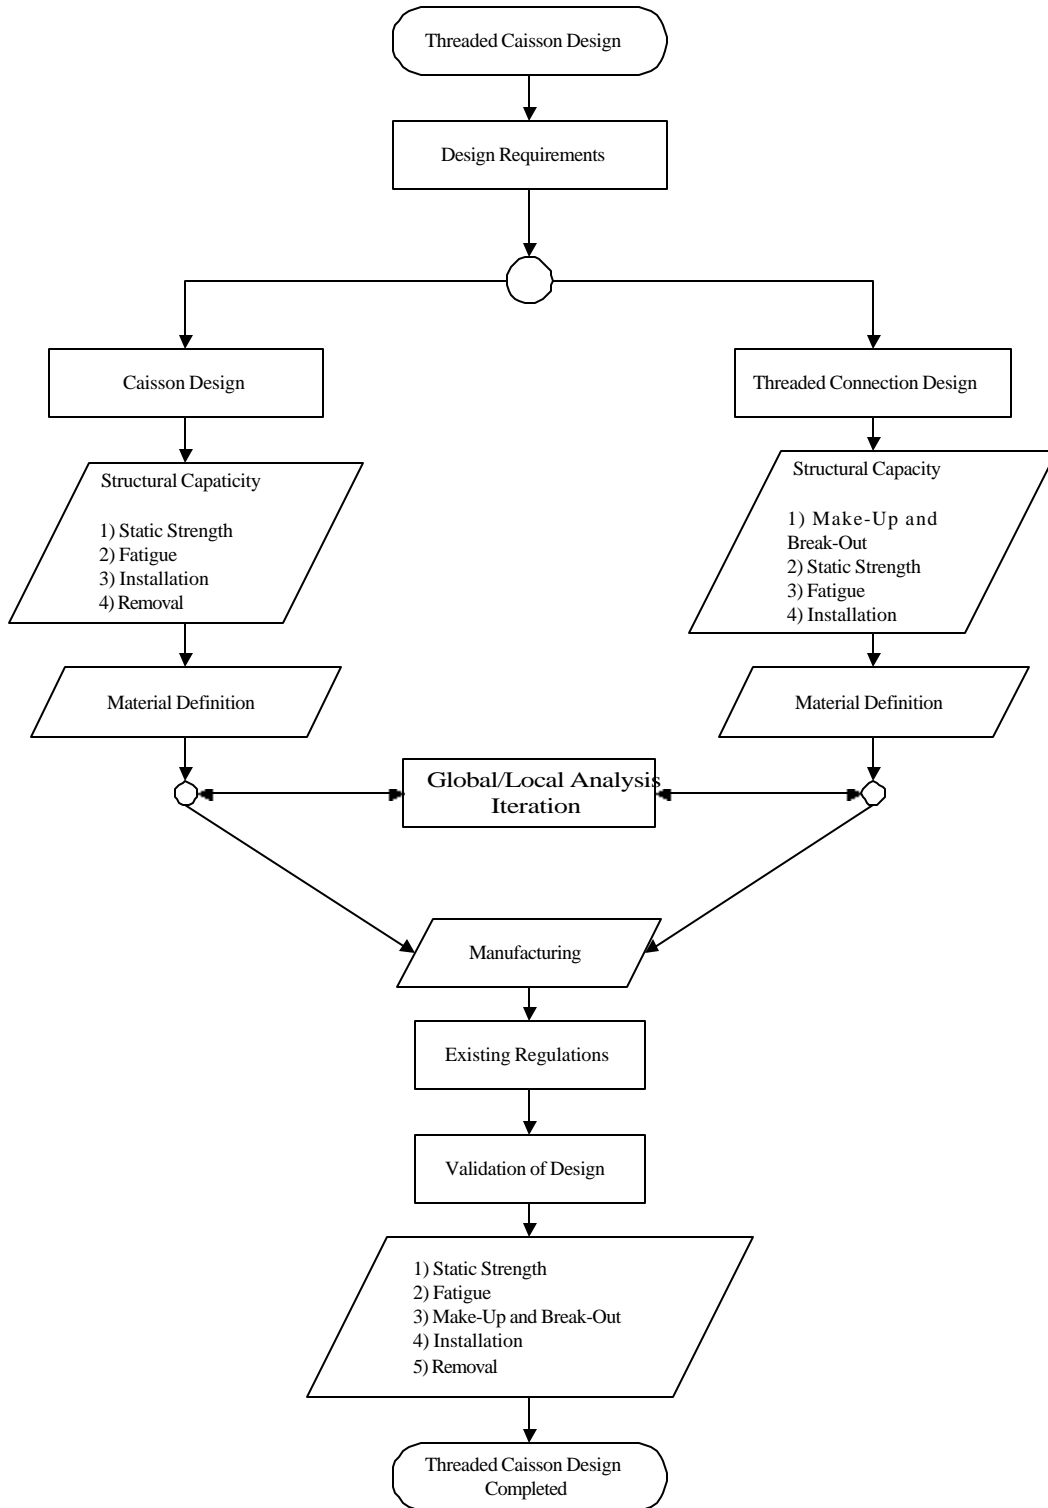 Threaded Caisson Design
Design Requirements
Caisson Design
Threaded Connection Design
Structural Capaticity
1) Static Strength
2) Fatigue
3) Installation
4) Removal
Structural Capacity
1) Make-Up and
Break-Out
2) Static Strength
3) Fatigue
4) Installation
Material Definition
Material Definition
Global/Local Analysis
Iteration
Manufacturing
Existing Regulations
Validation of Design
1) Static Strength
2) Fatigue
3) Make-Up and Break-Out
4) Installation
5) Removal
Threaded Caisson Design
Completed